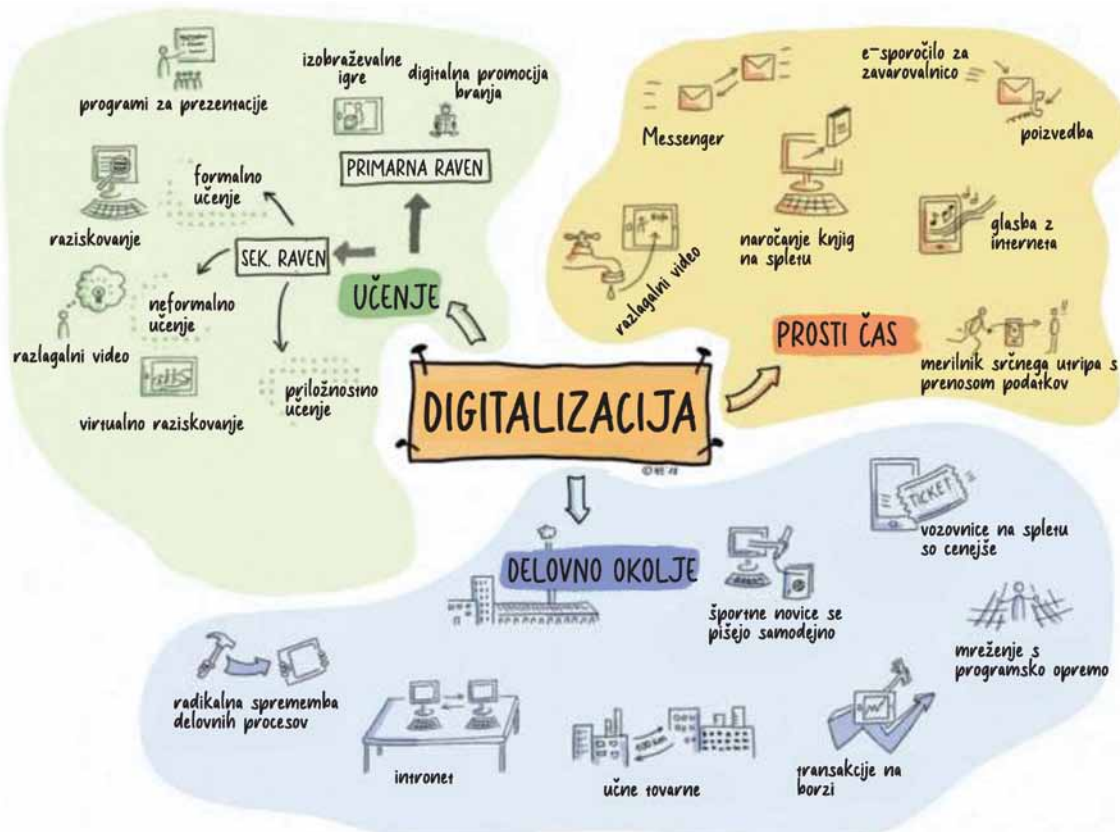 programi za prezentacije
izobraževalne
igre
digitalna promocija
branja
PRIMARNA RAVEN
formalno
učenje
raziskovanje
SEK. RAVEN
UČENJE
neformalno
učenje
razlagalni video
virtualno raziskovanje
priložnostno
učenje
DIGITALIZACIJA
Messenger
e-sporočilo za
zavarovalnico
poizvedba
naročanje knjig
na spletu
glasba z
interneta
razlagalni video
PROSTI ČAS
merilnik srčnega utripa s
prenosom podatkov
DELOVNO OKOLJE
TICKET
vozovnice na spletu
so cenejše
športne novice se
pišejo samodejno
mreženje s
programsko opremo
radikalna sprememba
delovnih procesov
intronet
učne tovarne
transakcije na
borzi